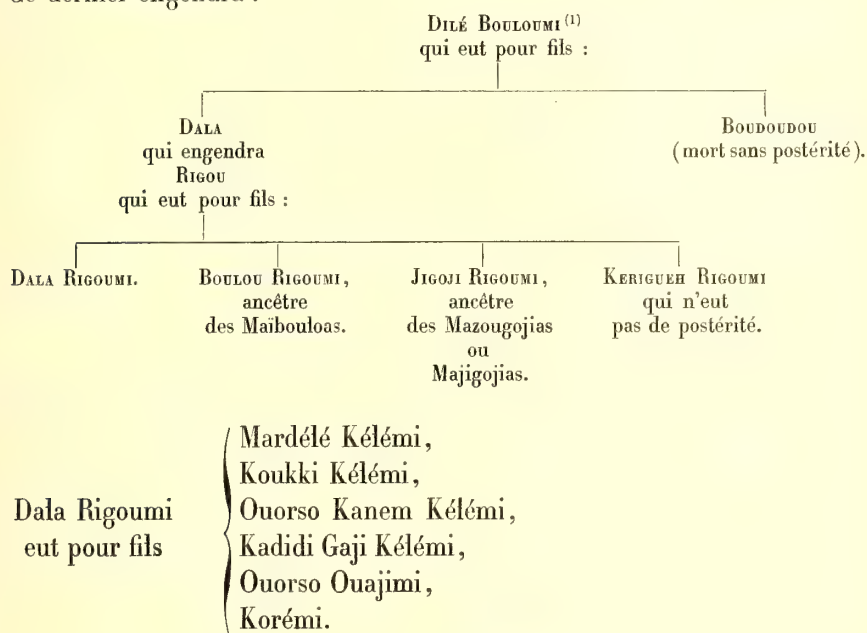 ce dernier engendra :
DILÉ BOULOUMI (1)
qui eut pour fils :
DALA
qui engendra
RIGOU
qui eut pour fils :
BOUDOUDOU
(mort sans postérité).
DALA RIGOUMI.
BOULOU RIGOUMI,
ancêtre
des Maïbouloas.
JIGOJI RIGOUMI,
ancêtre
des Mazougojias
ou
Majigojias.
KERIGUEH RIGOUMI
qui n'eut
pas de postérité.
Dala Rigoumi
eut pour fils
Mardélé Kélémi,
Koukki Kélémi,
Ouorso Kanem Kélémi,
Kadidi Gaji Kélémi,
Ouorso Ouajimi,
Korémi.